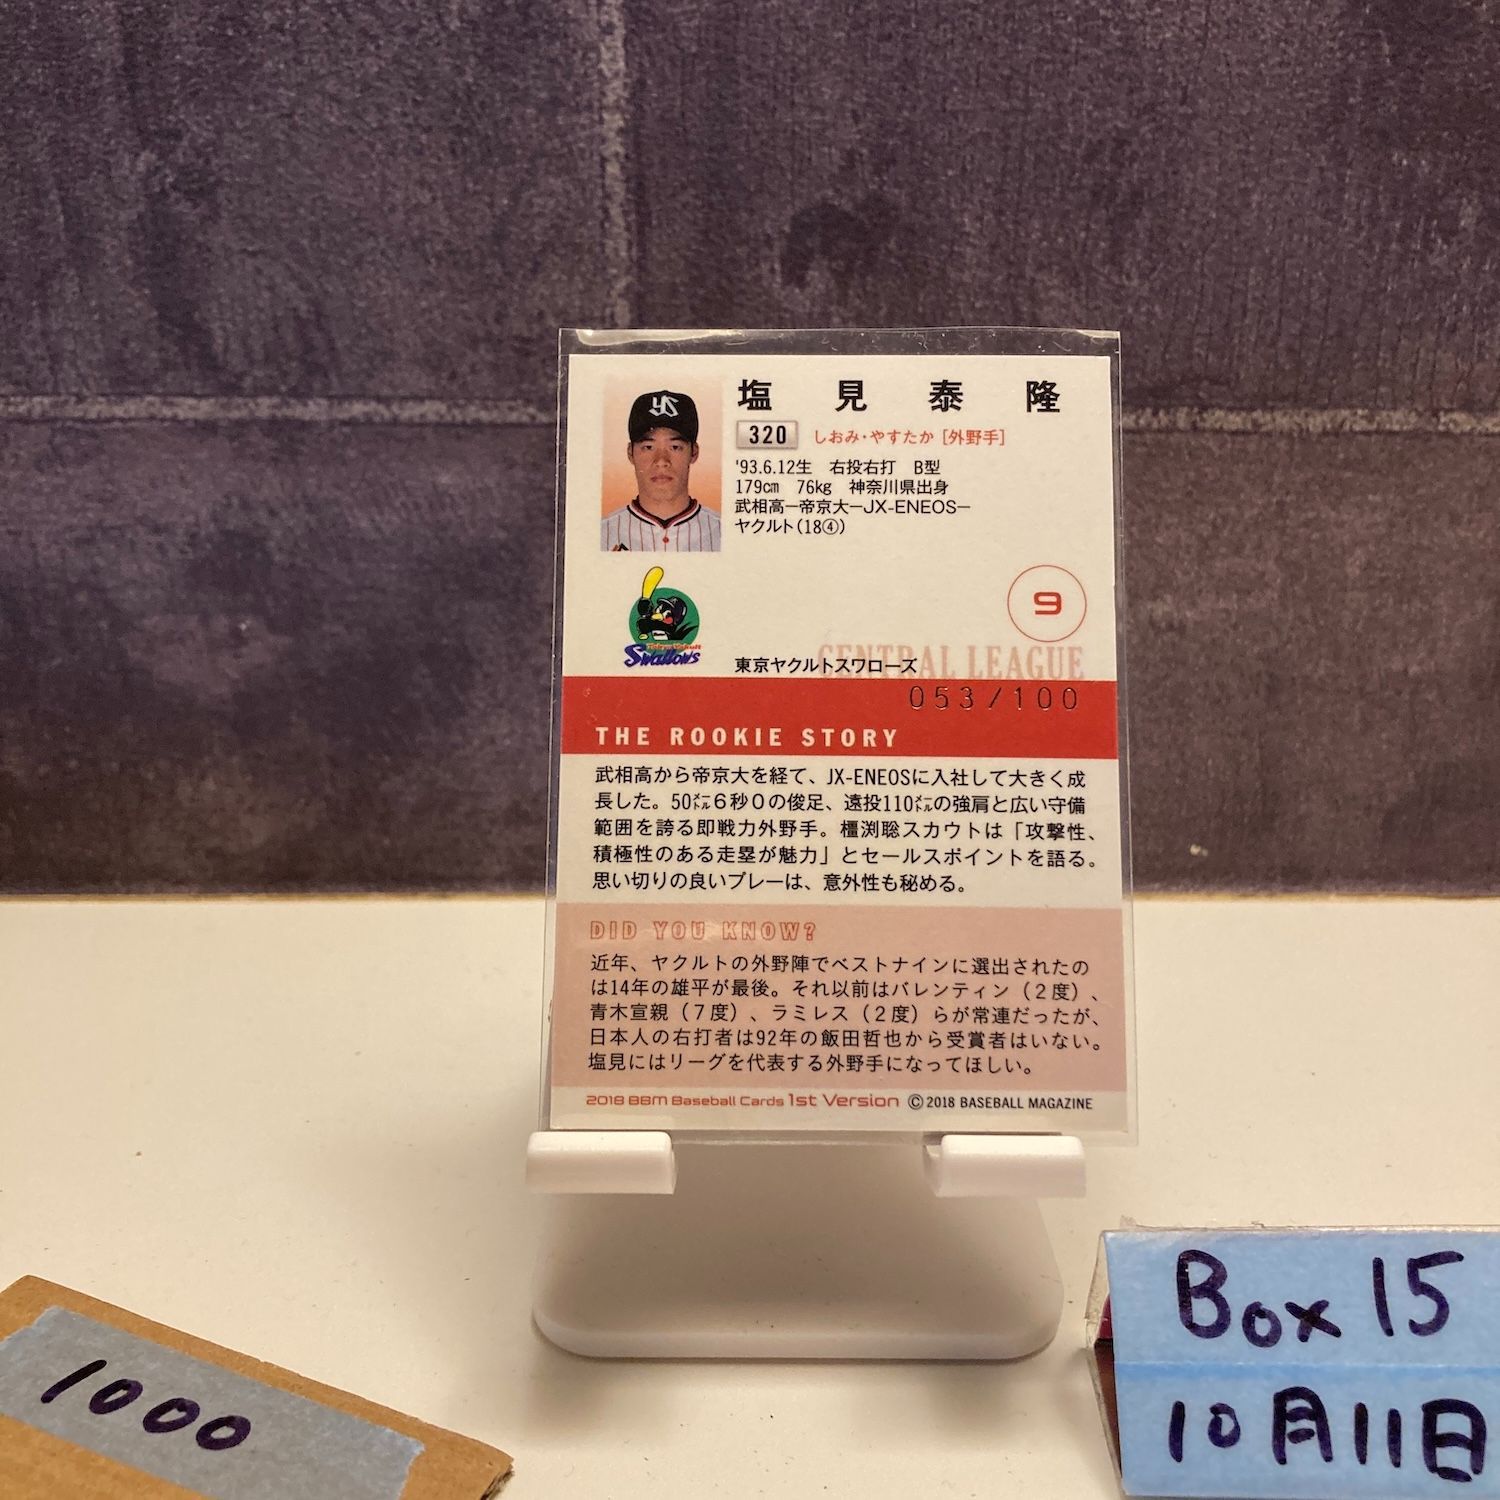 塩見泰隆
320 しおみ・やすたか [外野手]
'93.6.12生 右投右打 B型
179cm 76kg 神奈川県出身
武相高ー帝京大ーJX-ENEOSー
ヤクルト(18④)
9
Tokyo Yakult
Swallows
CENTRAL LEAGUE
東京ヤクルトスワローズ
053/100
THE ROOKIE STORY
武相高から帝京大を経て、JX-ENEOSに入社して大きく成
長した。50㍍6秒0の俊足、遠投110㍍の強肩と広い守備
範囲を誇る即戦力外野手。橿渕聡スカウトは「攻撃性、
積極性のある走塁が魅力」とセールスポイントを語る。
思い切りの良いプレーは、意外性も秘める。
DID YOU KNOW?
近年、ヤクルトの外野陣でベストナインに選出されたの
は14年の雄平が最後。それ以前はバレンティン（2度）、
青木宣親（7度）、ラミレス（2度）らが常連だったが、
日本人の右打者は92年の飯田哲也から受賞者はいない。
塩見にはリーグを代表する外野手になってほしい。
2018 BBM Baseball Cards 1st Version ©2018 BASEBALL MAGAZINE
1000
Box 15
10月11日